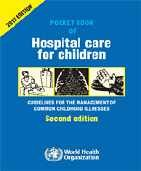 2013 EDITION
POCKET BOOK
OF
Hospital care
for children
GUIDELINES FOR THE MANAGEMENT OF
COMMON CHILDHOOD ILLNESSES
Second edition
World Health
Organization